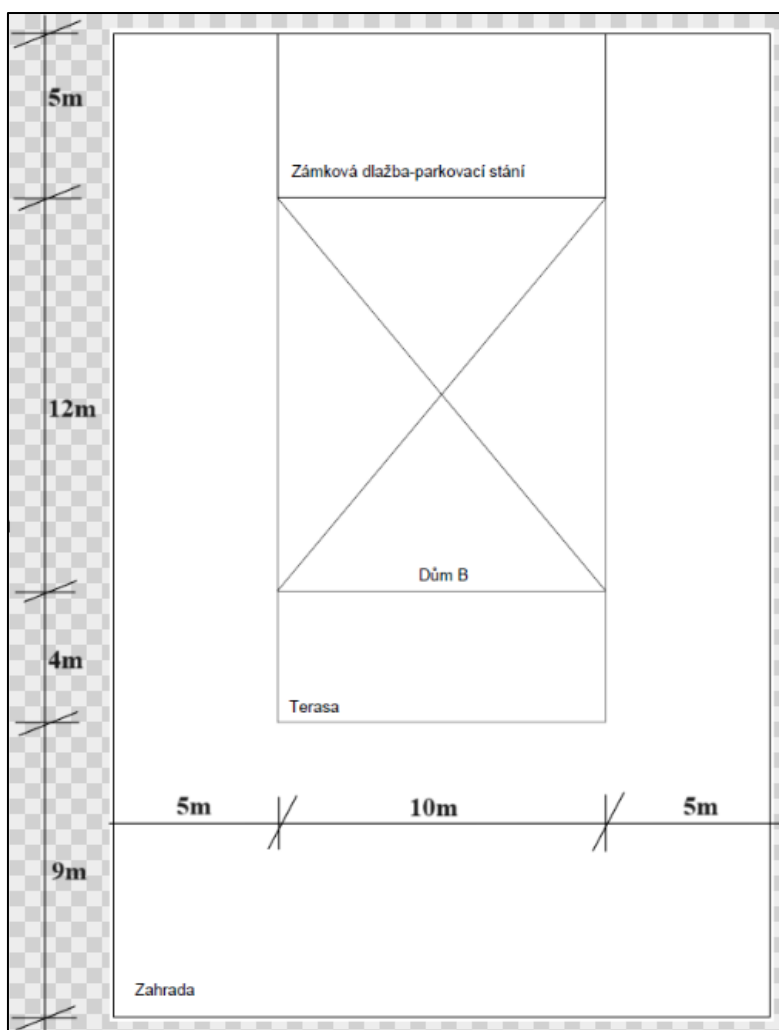 5m
Zámková dlažba-parkovací stání
12m
Dům B
4m
Terasa
5m 10m 5m
9m
Zahrada